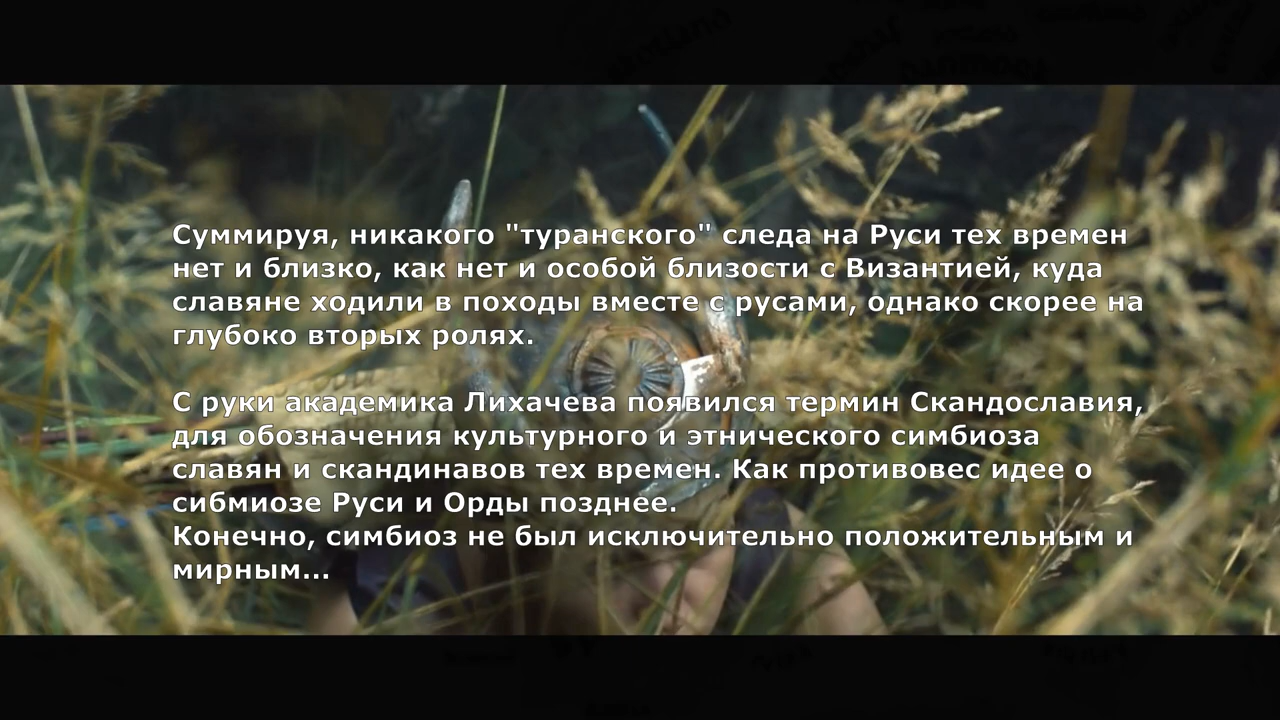 Суммируя, никакого "туранского" следа на Руси тех времен
нет и близко, как нет и особой близости с Византией, куда
славяне ходили в походы вместе с русами, однако скорее на
глубоко вторых ролях.
С руки академика Лихачева появился термин Скандославия,
для обозначения культурного и этнического симбиоза
славян и скандинавов тех времен. Как противовес идее о
сибмиозе Руси и Орды позднее.
Конечно, симбиоз не был исключительно положительным и
мирным...